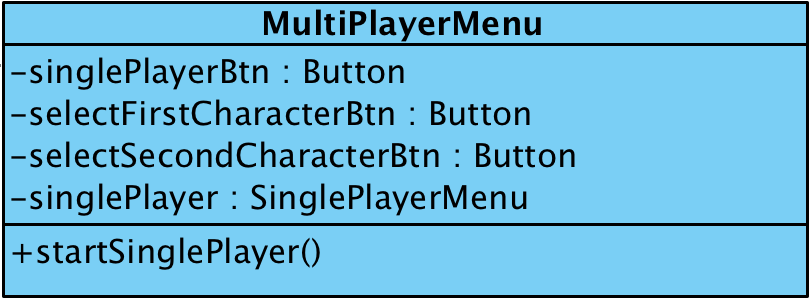 MultiPlayerMenu
-singlePlayerBtn : Button
-selectFirstCharacterBtn : Button
-selectSecondCharacterBtn : Button
-singlePlayer : SinglePlayerMenu
+startSinglePlayer()